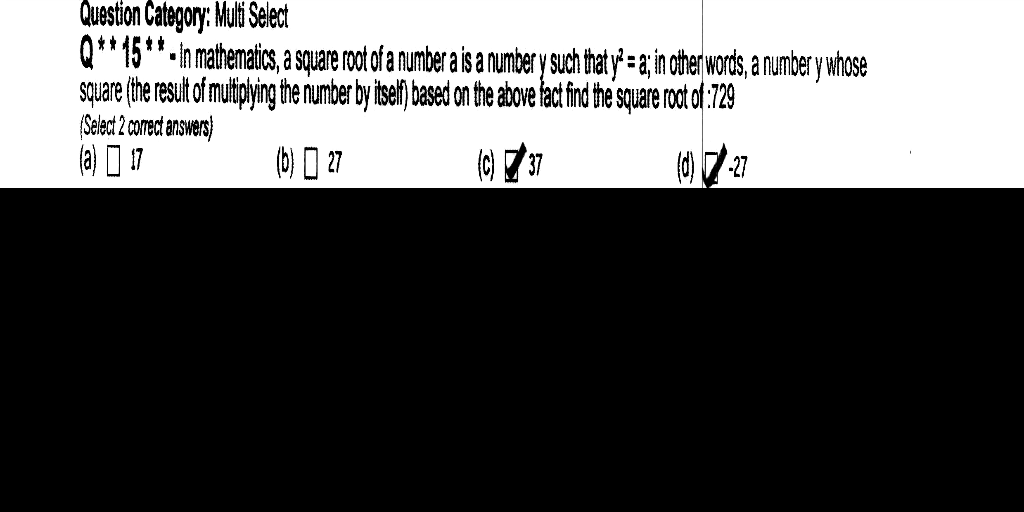 Question Category: Multi Select
Q**15** - In mathematics, a square root of a number a is a number y such that y² = a; in other words, a number y whose
square (the result of multiplying the number by itself) based on the above fact find the square root of :729
(Select 2 correct answers)
(a) 17 (b) 27 (c) 37 (d) -27